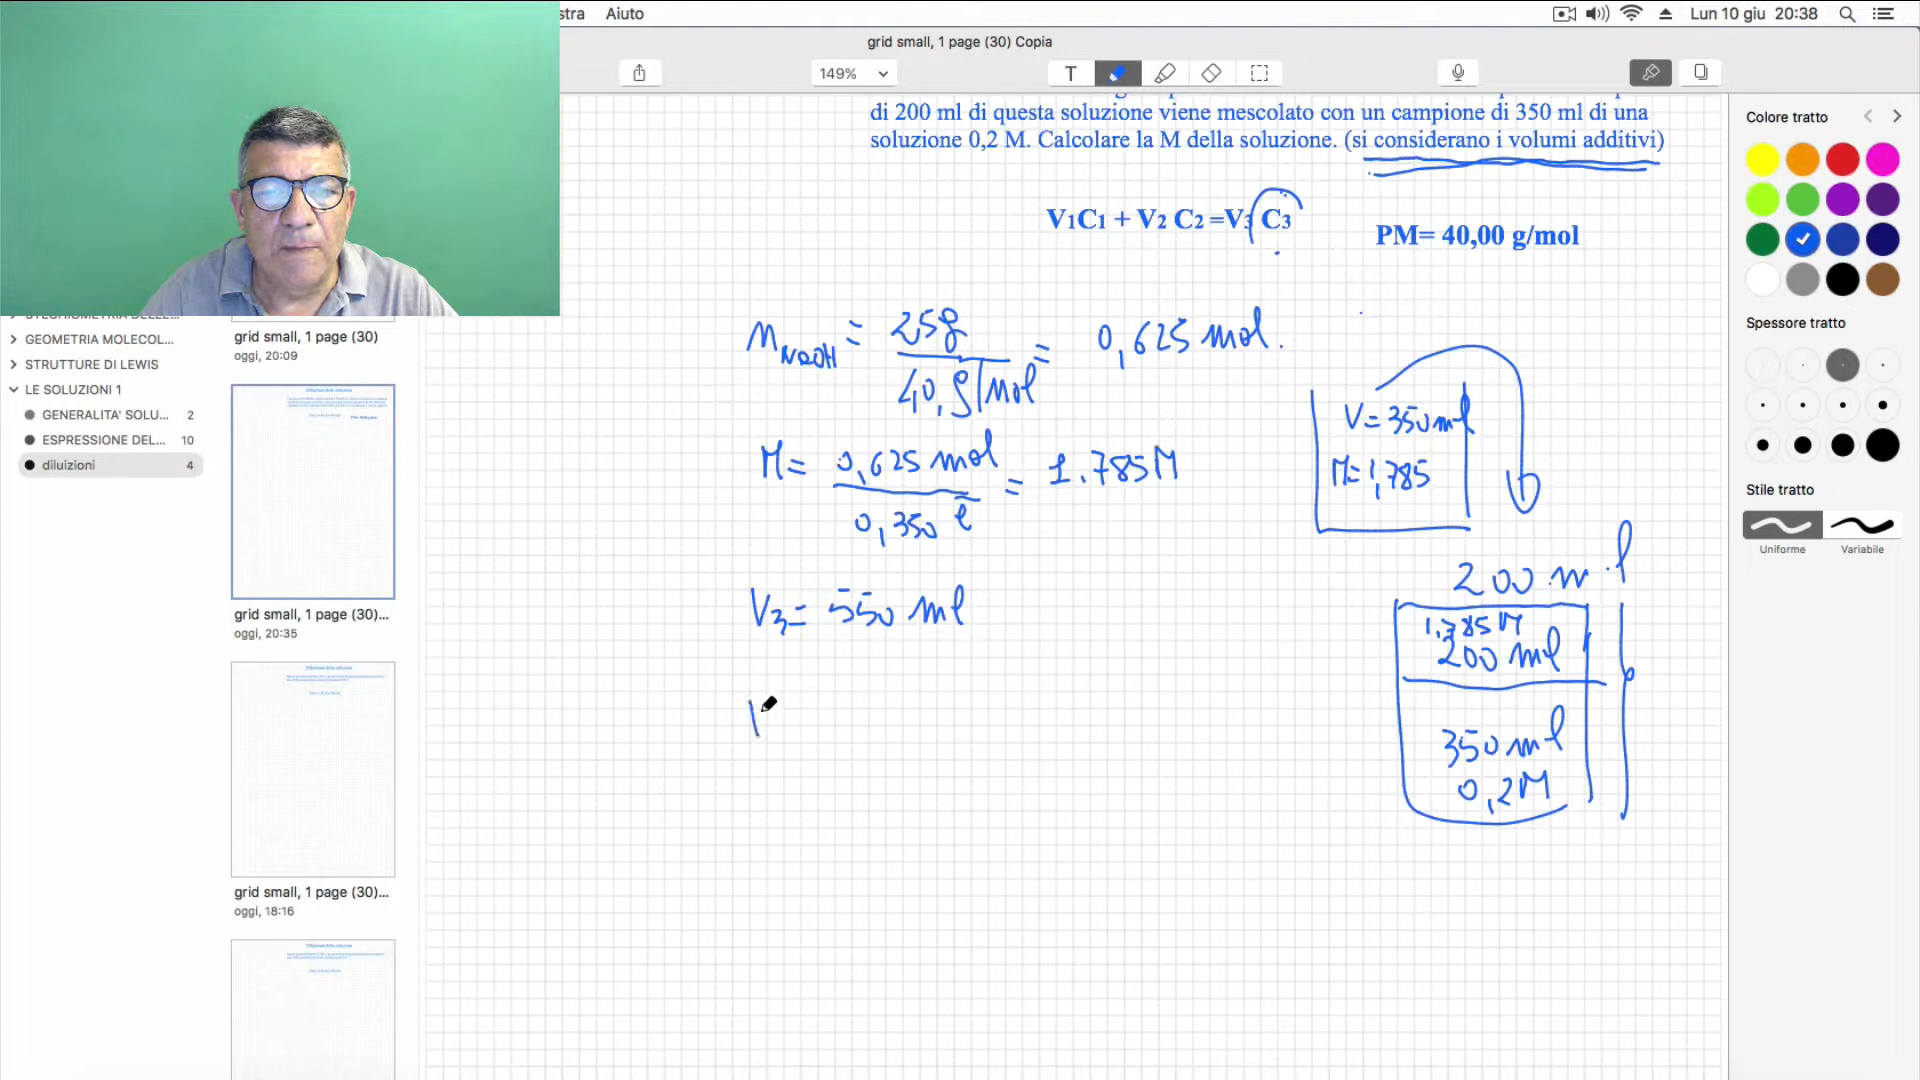 stra Aiuto
Lun 10 giu 20:38
grid small, 1 page (30) Copia
149%
T
di 200 ml di questa soluzione viene mescolato con un campione di 350 ml di una
soluzione 0,2 M. Calcolare la M della soluzione. (si considerano i volumi additivi)
V1C1 + V2 C2 =V3 C3
PM= 40,00 g/mol
nNaOH = 25g / 40, g/mol = 0,625 mol.
M = 0,625 mol / 0,350 l = 1.785 M
V3 = 550 ml
V= 350 ml
M= 1,785
200 ml
1,785 M
200 ml
350 ml
0,2 M
GEOMETRIA MOLECOL...
STRUTTURE DI LEWIS
LE SOLUZIONI 1
GENERALITA' SOLU... 2
ESPRESSIONE DEL... 10
diluizioni 4
grid small, 1 page (30)
oggi, 20:09
grid small, 1 page (30)...
oggi, 20:35
grid small, 1 page (30)...
oggi, 18:16
Colore tratto
Spessore tratto
Stile tratto
Uniforme
Variabile